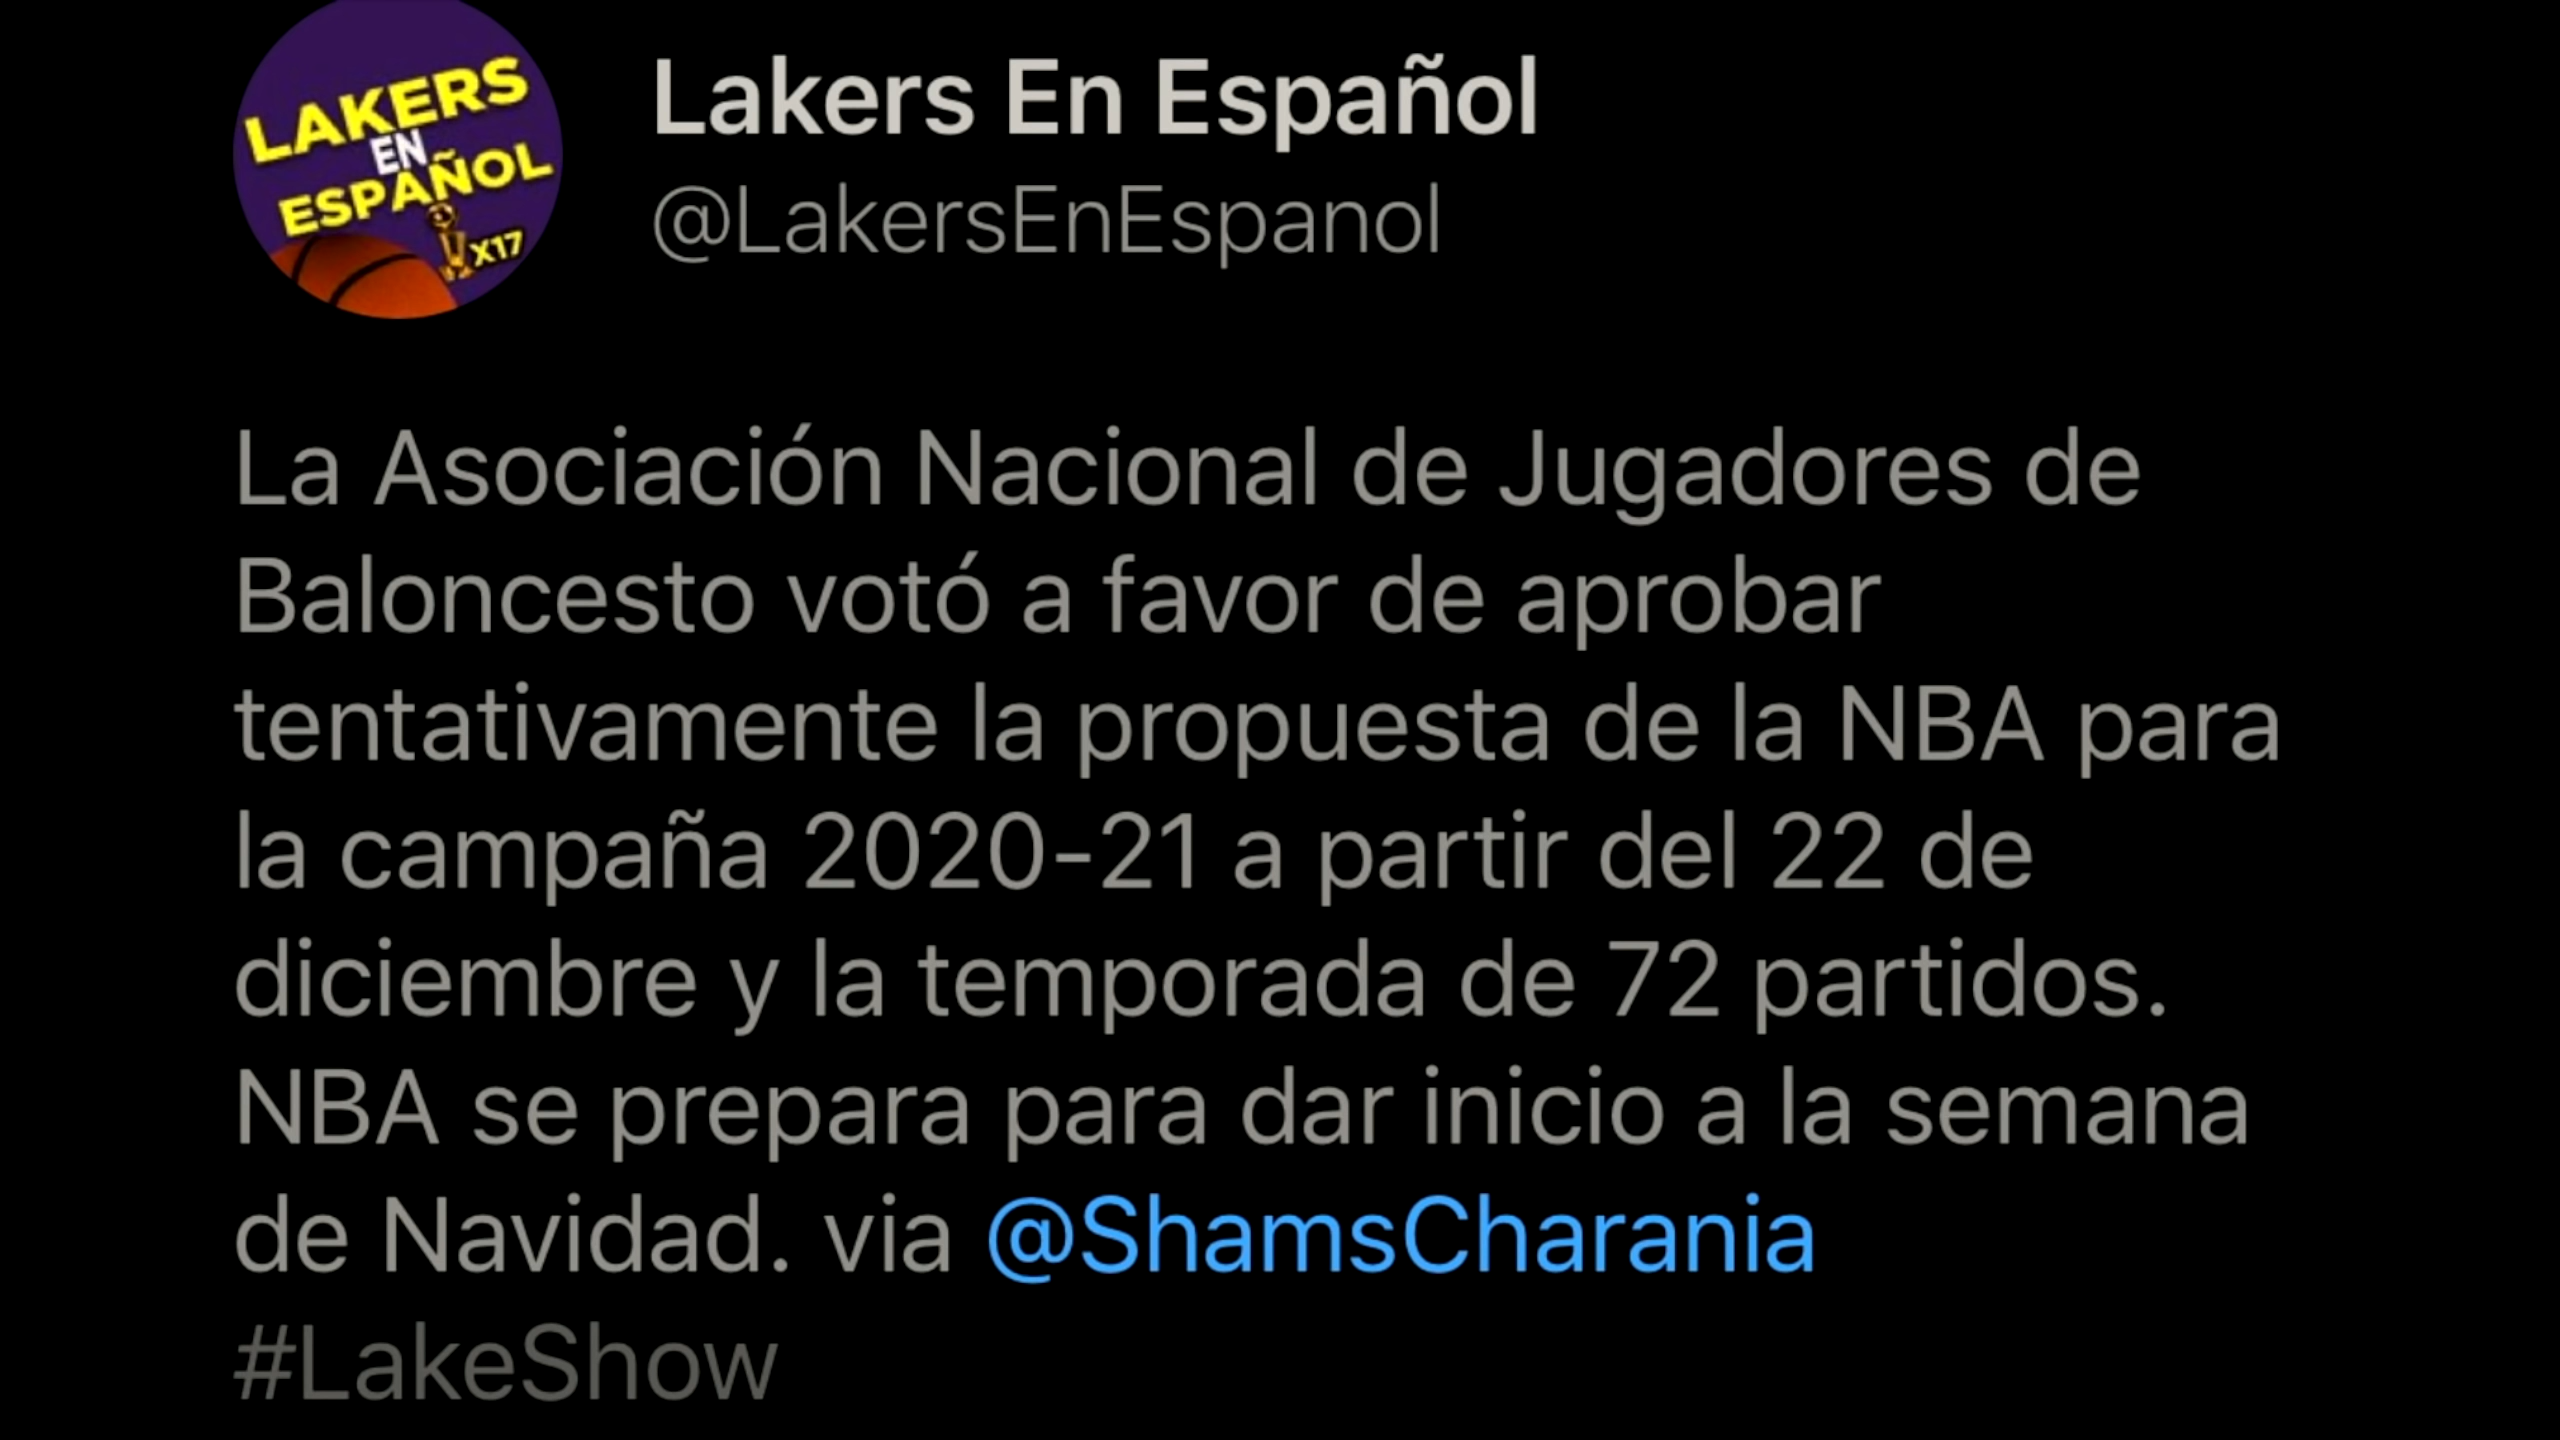 LAKERS
EN
ESPAÑOL
X17
Lakers En Español
@LakersEnEspanol
La Asociación Nacional de Jugadores de
Baloncesto votó a favor de aprobar
tentativamente la propuesta de la NBA para
la campaña 2020-21 a partir del 22 de
diciembre y la temporada de 72 partidos.
NBA se prepara para dar inicio a la semana
de Navidad. via @ShamsCharania
#LakeShow